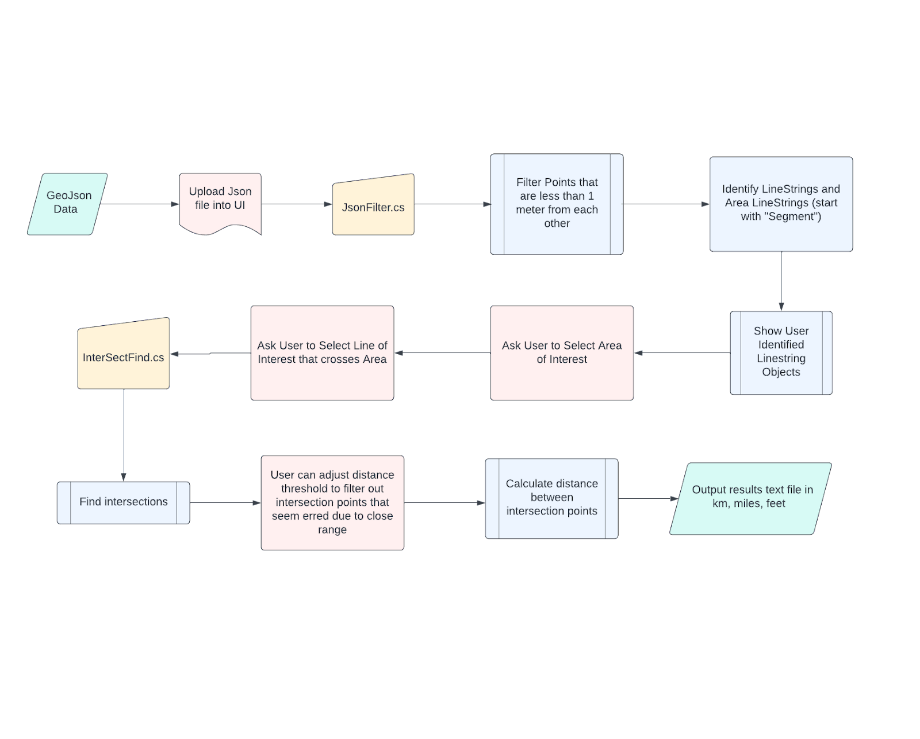 GeoJson
Data
Upload Json
file into UI
JsonFilter.cs
Filter Points that
are less than 1
meter from each
other
Identify LineStrings and
Area LineStrings (start
with "Segment")
Show User
Identified
Linestring
Objects
Ask User to Select Area
of Interest
Ask User to Select Line of
Interest that crosses Area
InterSectFind.cs
Find intersections
User can adjust distance
threshold to filter out
intersection points that
seem erred due to close
range
Calculate distance
between
intersection points
Output results text file in
km, miles, feet